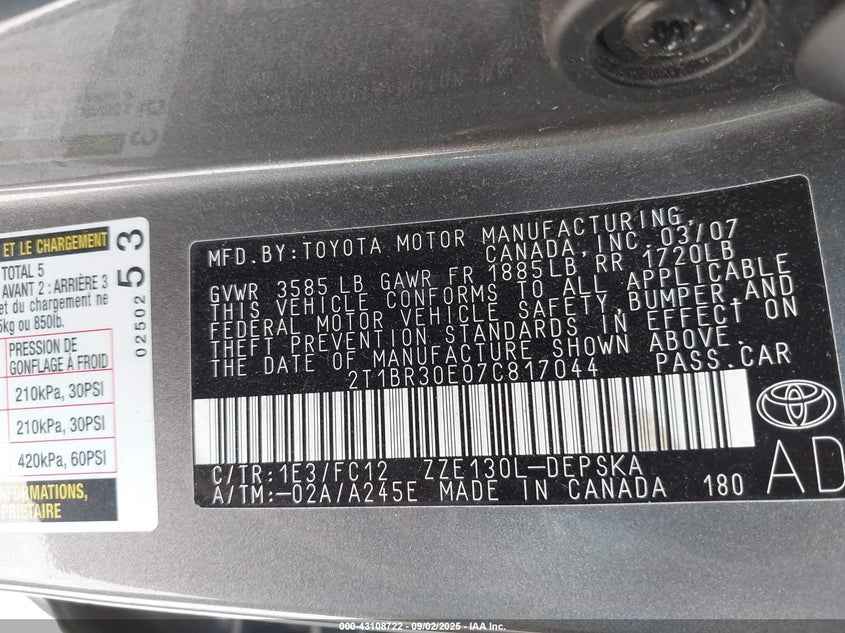 ET LE CHARGEMENT
TOTAL 5
AVANT 2 : ARRIÈRE 3
et du chargement ne
5kg ou 850lb.
PRESSION DE
GONFLAGE À FROID
210kPa, 30PSI
210kPa, 30PSI
420kPa, 60PSI
INFORMATIONS,
02502
53
MFD. BY: TOYOTA MOTOR MANUFACTURING,
CANADA, INC. 03/07
GVWR 3585 LB GAWR FR 1885LB RR 1720LB
THIS VEHICLE CONFORMS TO ALL APPLICABLE
FEDERAL MOTOR VEHICLE SAFETY, BUMPER, AND
THEFT PREVENTION STANDARDS IN EFFECT ON
THE DATE OF MANUFACTURE SHOWN ABOVE.
2T1BR30E07C817044 PASS. CAR
C/TR: 1E3/FC12 ZZE130L-DEPSKA
A/TM: -02A/A245E MADE IN CANADA 180
AD
TOYOTA
000-43108722 - 09/02/2025 - IAA Inc.